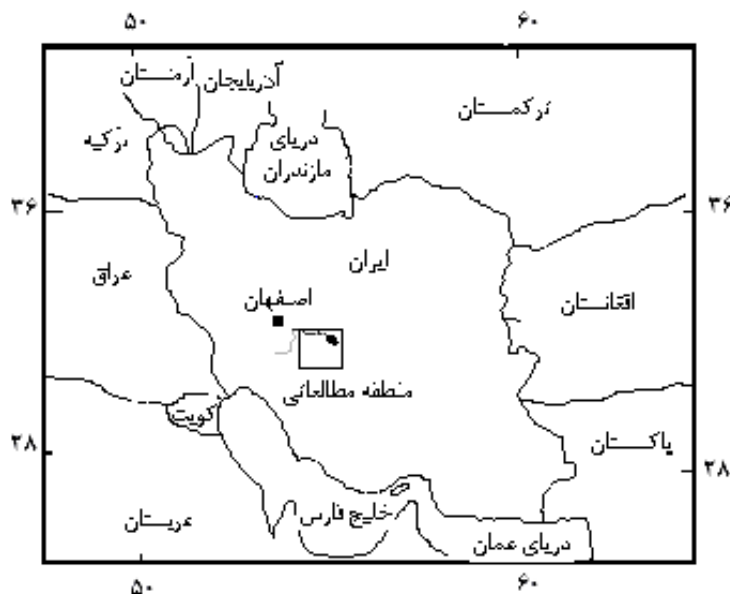 ۵۰ ۶۰
ارمنستان آذربایجان
ترکمنستان
ترکیه
دریای
مازندران
۳۶ ۳۶
ایران
عراق
افغانستان
اصفهان
منطقه مطالعاتی
کویت
پاکستان
۲۸ ۲۸
خلیج فارس
عربستان
دریای عمان
۵۰ ۶۰